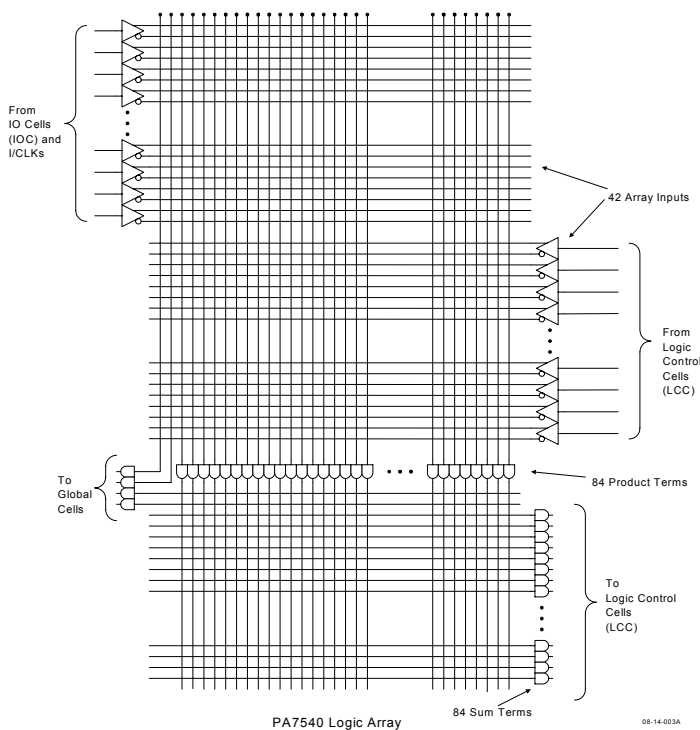 From
IO Cells
(IOC) and
I/CLKs
42 Array Inputs
From
Logic
Control
Cells
(LCC)
To
Global
Cells
84 Product Terms
To
Logic Control
Cells
(LCC)
84 Sum Terms
PA7540 Logic Array
08-14-003A